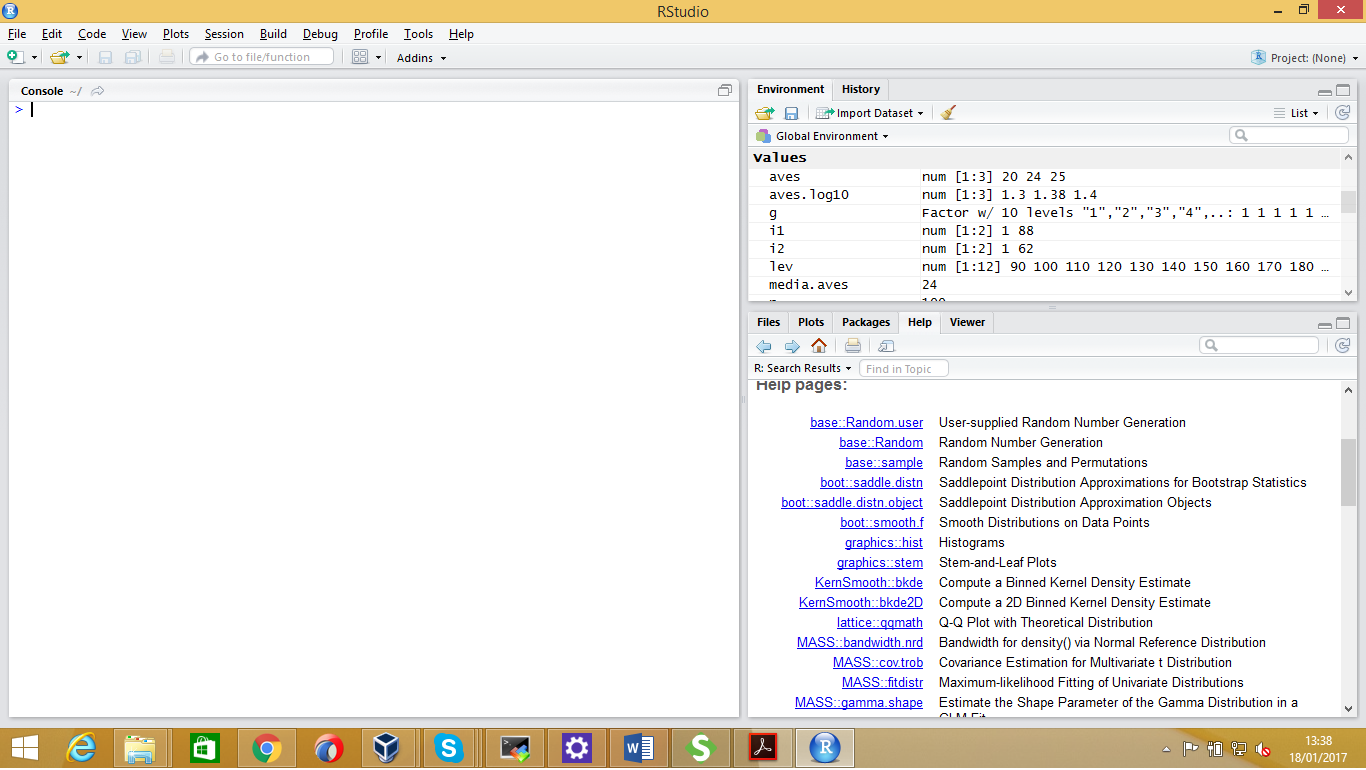 RStudio
File Edit Code View Plots Session Build Debug Profile Tools Help
Go to file/function Addins Project: (None)
Console ~/
>
Environment History
Import Dataset List
Global Environment
Values
aves num [1:3] 20 24 25
aves.log10 num [1:3] 1.3 1.38 1.4
g Factor w/ 10 levels "1","2","3","4",..: 1 1 1 1 1 …
i1 num [1:2] 1 88
i2 num [1:2] 1 62
lev num [1:12] 90 100 110 120 130 140 150 160 170 180 …
media.aves 24
Files Plots Packages Help Viewer
R: Search Results Find in Topic
Help pages:
base::Random.user User-supplied Random Number Generation
base::Random Random Number Generation
base::sample Random Samples and Permutations
boot::saddle.distn Saddlepoint Distribution Approximations for Bootstrap Statistics
boot::saddle.distn.object Saddlepoint Distribution Approximation Objects
boot::smooth.f Smooth Distributions on Data Points
graphics::hist Histograms
graphics::stem Stem-and-Leaf Plots
KernSmooth::bkde Compute a Binned Kernel Density Estimate
KernSmooth::bkde2D Compute a 2D Binned Kernel Density Estimate
lattice::qqmath Q-Q Plot with Theoretical Distribution
MASS::bandwidth.nrd Bandwidth for density() via Normal Reference Distribution
MASS::cov.trob Covariance Estimation for Multivariate t Distribution
MASS::fitdistr Maximum-likelihood Fitting of Univariate Distributions
MASS::gamma.shape Estimate the Shape Parameter of the Gamma Distribution in a
GLM Fit
13:38
18/01/2017